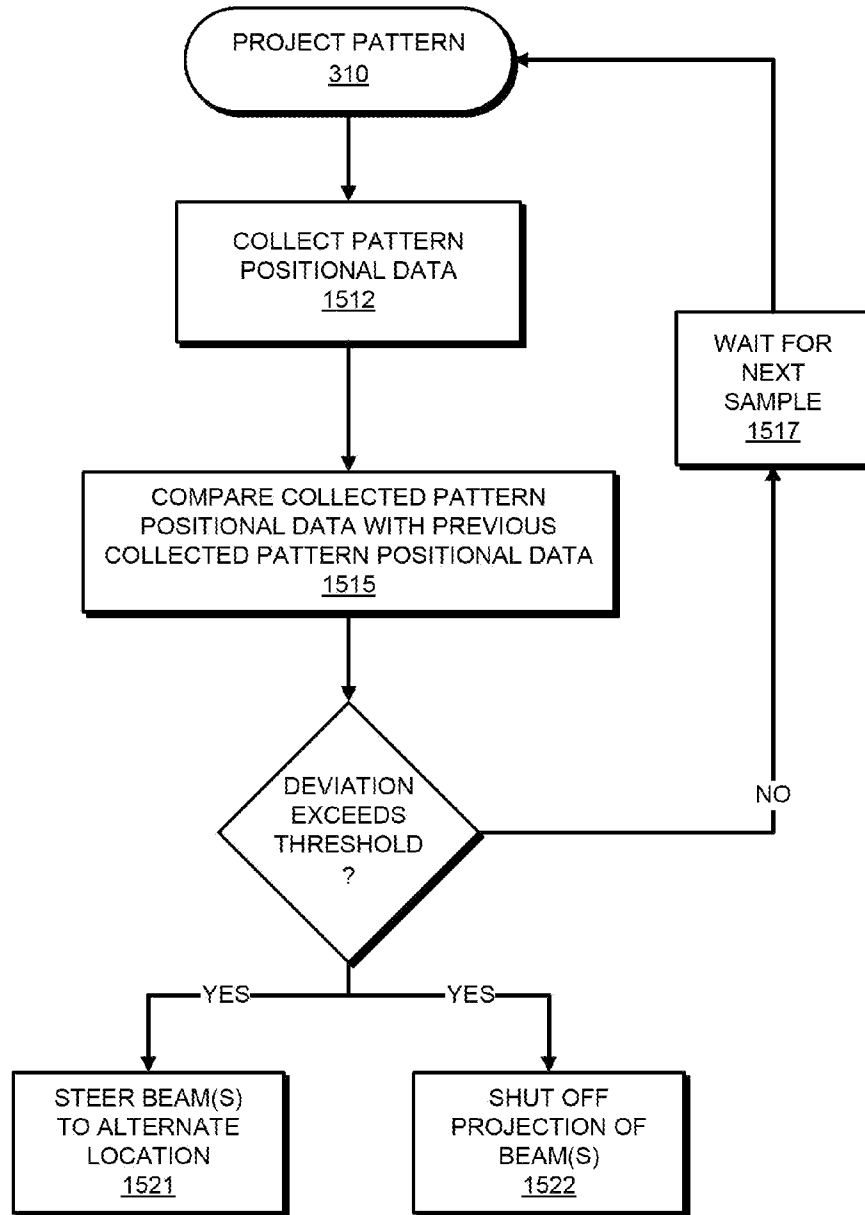 PROJECT PATTERN
310
COLLECT PATTERN
POSITIONAL DATA
1512
WAIT FOR
NEXT
SAMPLE
1517
COMPARE COLLECTED PATTERN
POSITIONAL DATA WITH PREVIOUS
COLLECTED PATTERN POSITIONAL DATA
1515
DEVIATION
EXCEEDS
THRESHOLD
?
NO
YES
YES
STEER BEAM(S)
TO ALTERNATE
LOCATION
1521
SHUT OFF
PROJECTION OF
BEAM(S)
1522